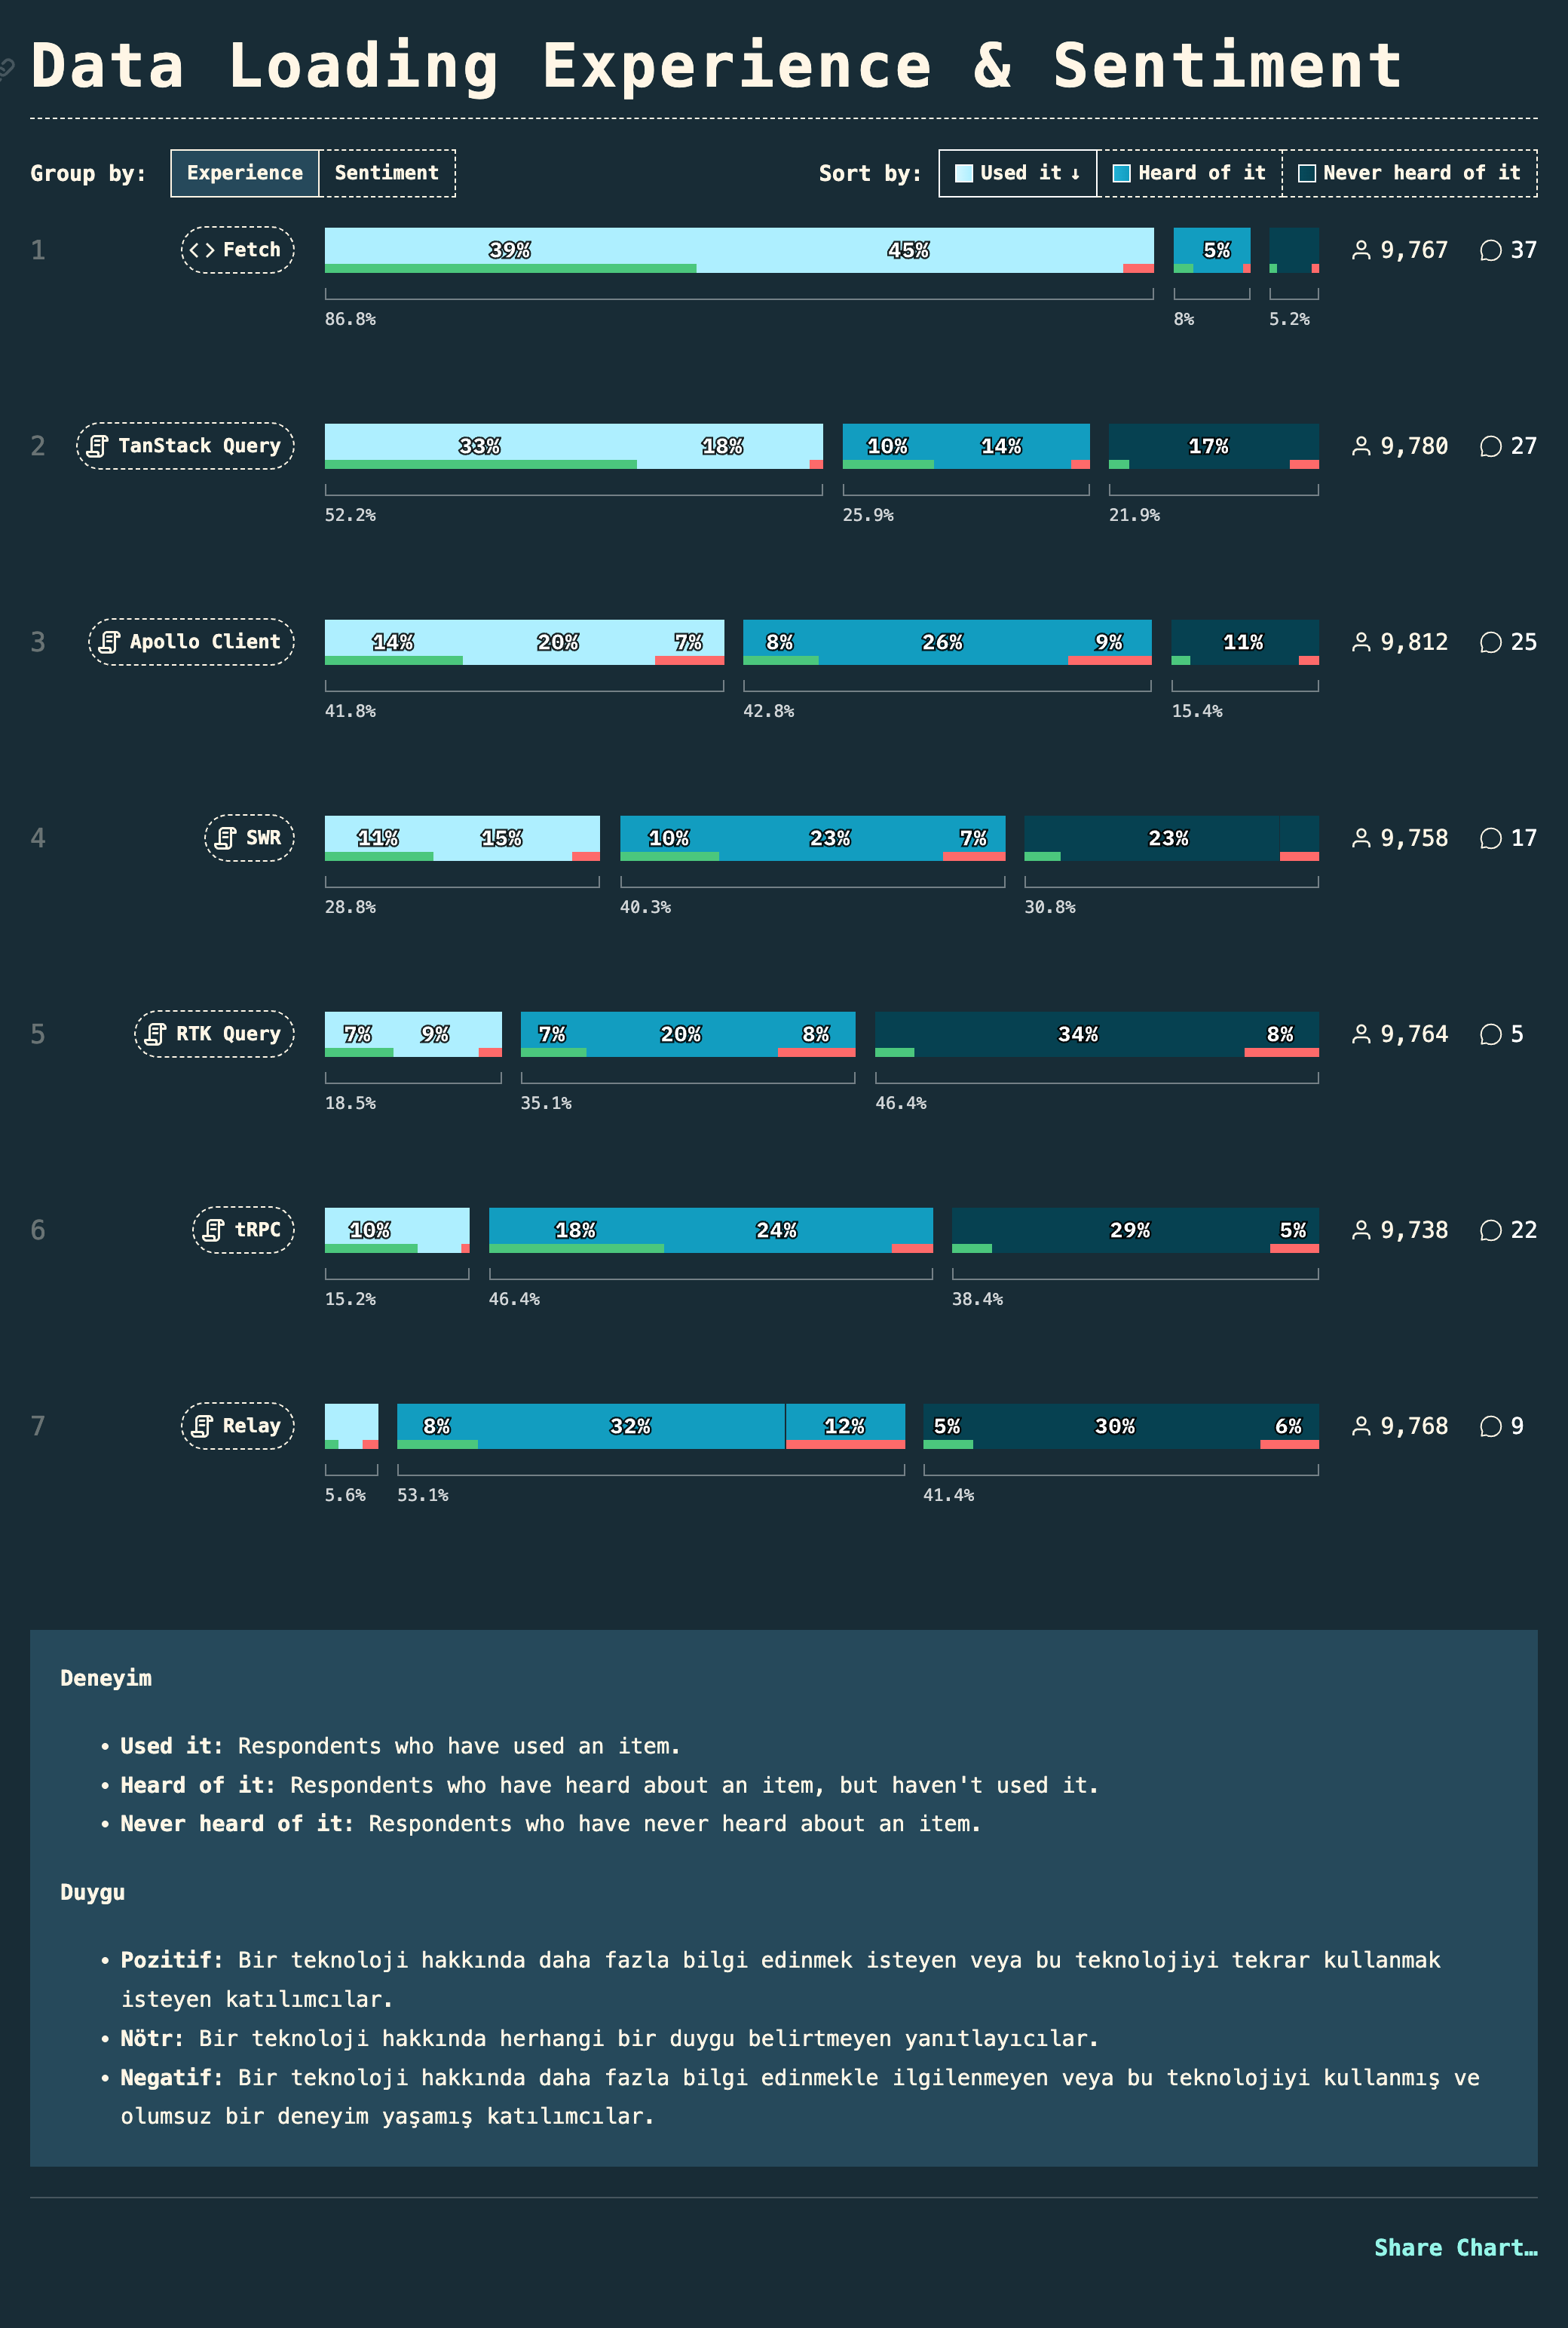 Data Loading Experience & Sentiment
Group by: Experience Sentiment Sort by: Used it ↓ Heard of it Never heard of it
1 Fetch 39% 45% 5% 9,767 37
86.8% 8% 5.2%
2 TanStack Query 33% 18% 10% 14% 17% 9,780 27
52.2% 25.9% 21.9%
3 Apollo Client 14% 20% 7% 8% 26% 9% 11% 9,812 25
41.8% 42.8% 15.4%
4 SWR 11% 15% 10% 23% 7% 23% 9,758 17
28.8% 40.3% 30.8%
5 RTK Query 7% 9% 7% 20% 8% 34% 8% 9,764 5
18.5% 35.1% 46.4%
6 tRPC 10% 18% 24% 29% 5% 9,738 22
15.2% 46.4% 38.4%
7 Relay 8% 32% 12% 5% 30% 6% 9,768 9
5.6% 53.1% 41.4%
Deneyim
• Used it: Respondents who have used an item.
• Heard of it: Respondents who have heard about an item, but haven't used it.
• Never heard of it: Respondents who have never heard about an item.
Duygu
• Pozitif: Bir teknoloji hakkında daha fazla bilgi edinmek isteyen veya bu teknolojiyi tekrar kullanmak
isteyen katılımcılar.
• Nötr: Bir teknoloji hakkında herhangi bir duygu belirtmeyen yanıtlayıcılar.
• Negatif: Bir teknoloji hakkında daha fazla bilgi edinmekle ilgilenmeyen veya bu teknolojiyi kullanmış ve
olumsuz bir deneyim yaşamış katılımcılar.
Share Chart…